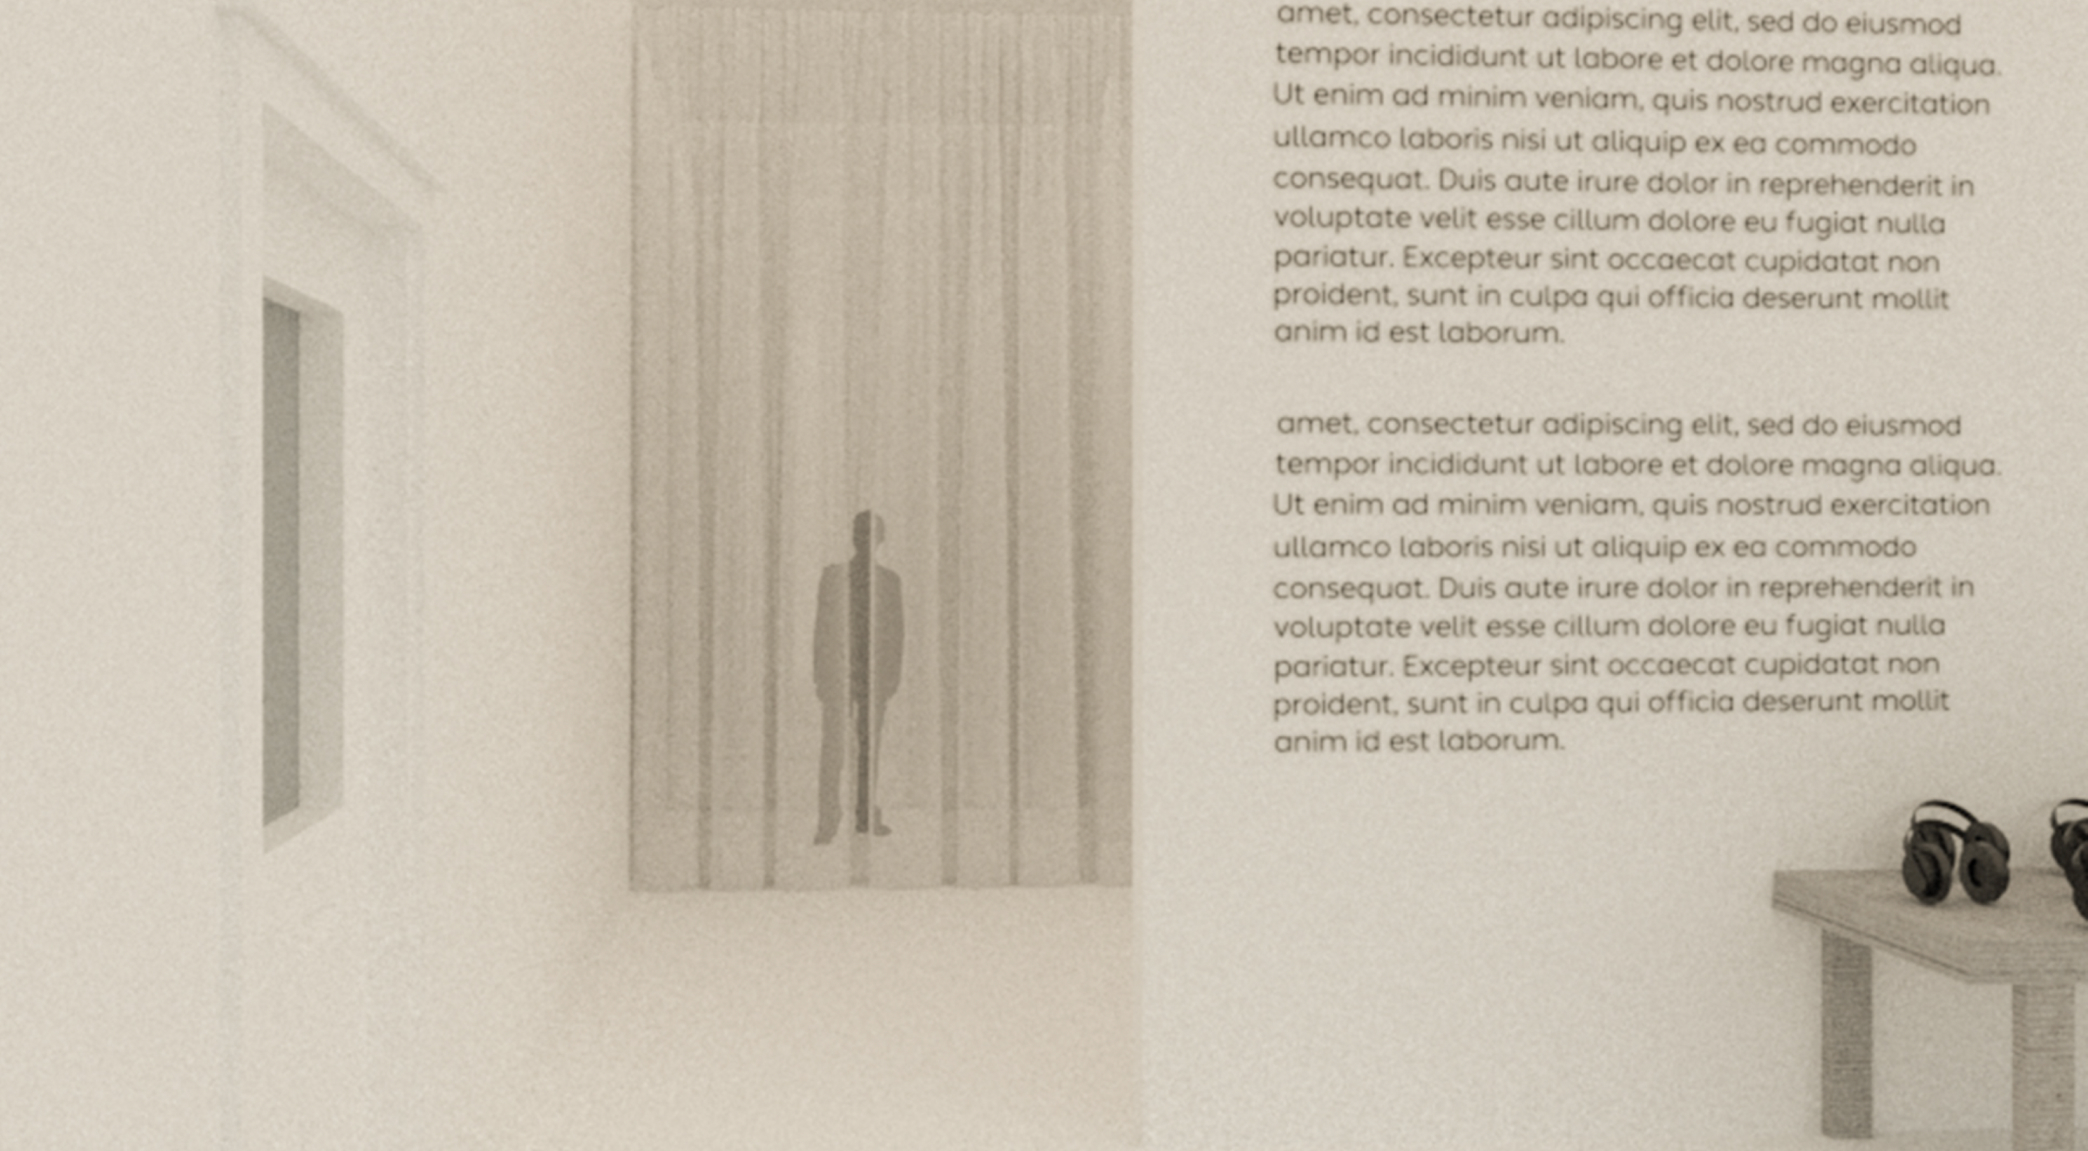 amet, consectetur adipiscing elit, sed do eiusmod
tempor incididunt ut labore et dolore magna aliqua.
Ut enim ad minim veniam, quis nostrud exercitation
ullamco laboris nisi ut aliquip ex ea commodo
consequat. Duis aute irure dolor in reprehenderit in
voluptate velit esse cillum dolore eu fugiat nulla
pariatur. Excepteur sint occaecat cupidatat non
proident, sunt in culpa qui officia deserunt mollit
anim id est laborum.
amet, consectetur adipiscing elit, sed do eiusmod
tempor incididunt ut labore et dolore magna aliqua.
Ut enim ad minim veniam, quis nostrud exercitation
ullamco laboris nisi ut aliquip ex ea commodo
consequat. Duis aute irure dolor in reprehenderit in
voluptate velit esse cillum dolore eu fugiat nulla
pariatur. Excepteur sint occaecat cupidatat non
proident, sunt in culpa qui officia deserunt mollit
anim id est laborum.